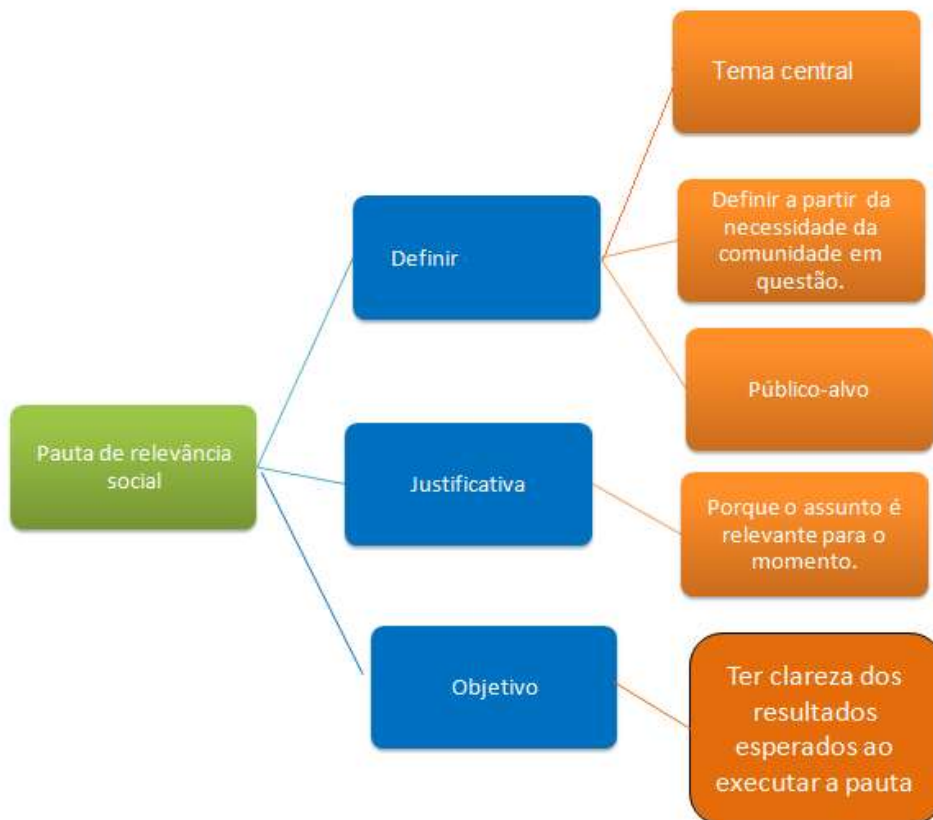 Pauta de relevância
social
Definir
Justificativa
Objetivo
Tema central
Definir a partir da
necessidade da
comunidade em
questão.
Público-alvo
Porque o assunto é
relevante para o
momento.
Ter clareza dos
resultados
esperados ao
executar a pauta